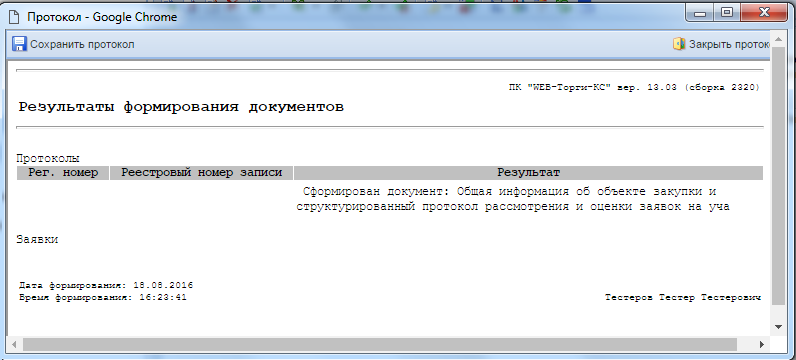 Протокол - Google Chrome
Сохранить протокол Закрыть проток
ПК "WEB-Торги-КС" вер. 13.03 (сборка 2320)
Результаты формирования документов
Протоколы
Рег. номер Реестровый номер записи Результат
Сформирован документ: Общая информация об объекте закупки и
структурированный протокол рассмотрения и оценки заявок на уча
Заявки
Дата формирования: 18.08.2016
Время формирования: 16:23:41 Тестеров Тестер Тестерович